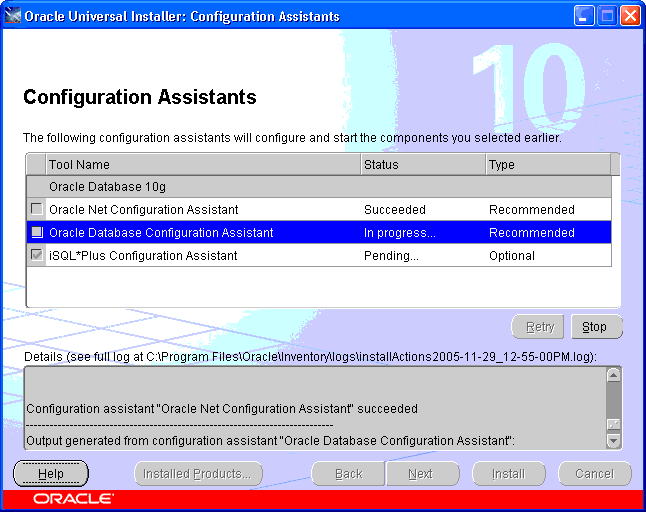 Oracle Universal Installer: Configuration Assistants
10
Configuration Assistants
The following configuration assistants will configure and start the components you selected earlier.
Tool Name Status Type
Oracle Database 10g
Oracle Net Configuration Assistant Succeeded Recommended
Oracle Database Configuration Assistant In progress... Recommended
iSQL*Plus Configuration Assistant Pending... Optional
Retry Stop
Details (see full log at C:\Program Files\Oracle\Inventory\logs\installActions2005-11-29_12-55-00PM.log):
Configuration assistant "Oracle Net Configuration Assistant" succeeded
-----------------------------------------------------------------------------
Output generated from configuration assistant "Oracle Database Configuration Assistant":
Help Installed Products... Back Next Install Cancel
ORACLE